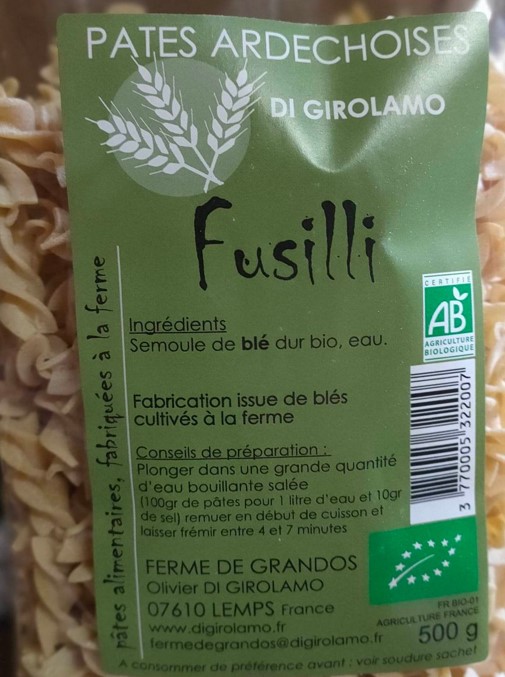 PATES ARDECHOISES
DI GIROLAMO
Fusilli
pâtes alimentaires, fabriquées à la ferme
Ingrédients
Semoule de blé dur bio, eau.
CERTIFIÉ
AB
AGRICULTURE
BIOLOGIQUE
Fabrication issue de blés
cultivés à la ferme
Conseils de préparation :
Plonger dans une grande quantité
d'eau bouillante salée
(100gr de pâtes pour 1 litre d'eau et 10gr
de sel) remuer en début de cuisson et
laisser frémir entre 4 et 7 minutes
3 770005 322007
FERME DE GRANDOS
Olivier DI GIROLAMO
07610 LEMPS France
www.digirolamo.fr
fermedegrandos@digirolamo.fr
FR BIO-01
AGRICULTURE FRANCE
500 g
A consommer de préférence avant : voir soudure sachet